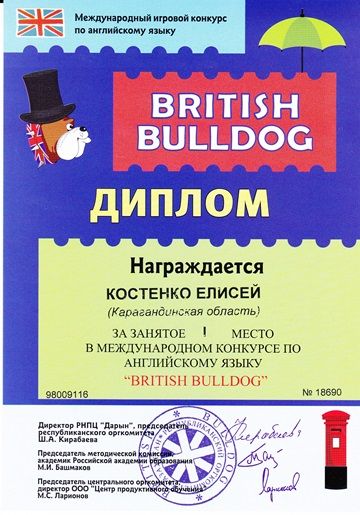 Международный игровой конкурс
по английскому языку
BRITISH
BULLDOG
ДИПЛОМ
Награждается
КОСТЕНКО ЕЛИСЕЙ
(Карагандинская область)
ЗА ЗАНЯТОЕ I МЕСТО
В МЕЖДУНАРОДНОМ КОНКУРСЕ ПО
АНГЛИЙСКОМУ ЯЗЫКУ
“BRITISH BULLDOG”
98009116
№ 18690
Директор РНПЦ "Дарын", председатель
республиканского оргкомитета
Ш.А. Кирабаева
Председатель методической комиссии,
академик Российской академии образования
М.И. Башмаков
Председатель центрального оргкомитета,
директор ООО "Центр продуктивного обучения"
М.С. Ларионов
BULLDOG